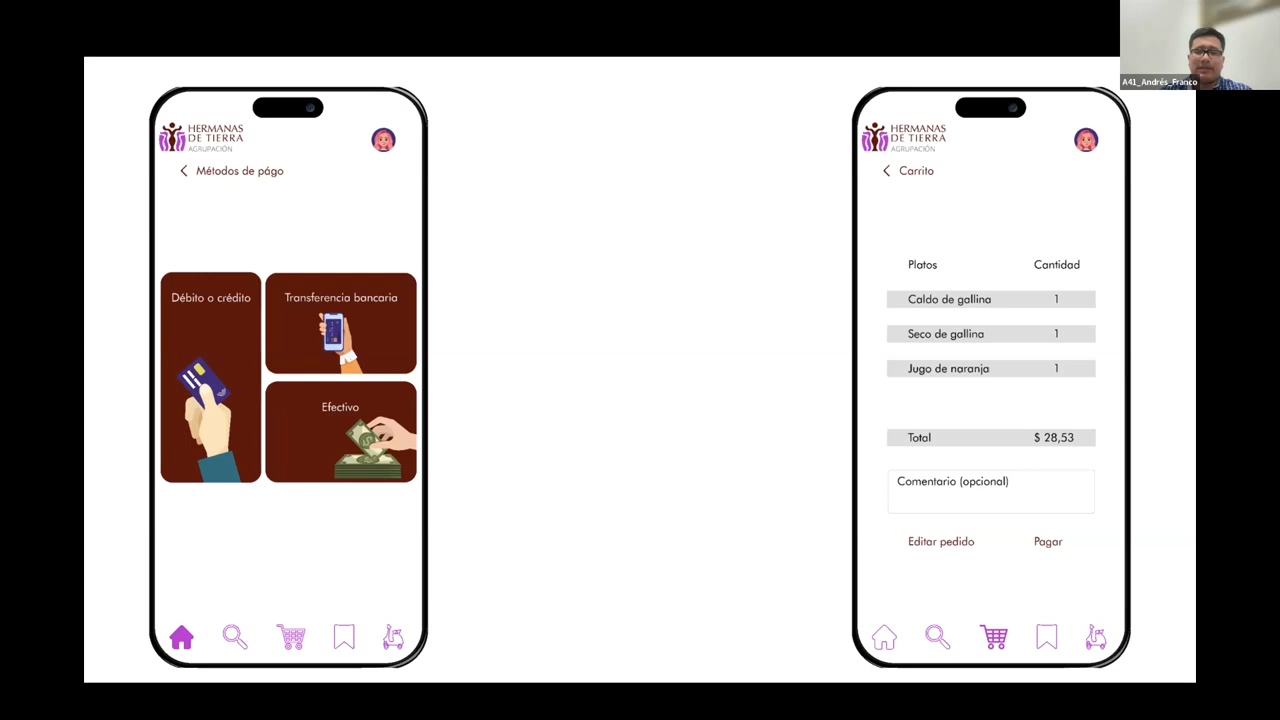 A41_Andrés_Franco
HERMANAS
DE TIERRA
AGRUPACIÓN
Métodos de págo
Débito o crédito
Transferencia bancaria
Efectivo
HERMANAS
DE TIERRA
AGRUPACIÓN
Carrito
Platos Cantidad
Caldo de gallina 1
Seco de gallina 1
Jugo de naranja 1
Total $ 28,53
Comentario (opcional)
Editar pedido Pagar